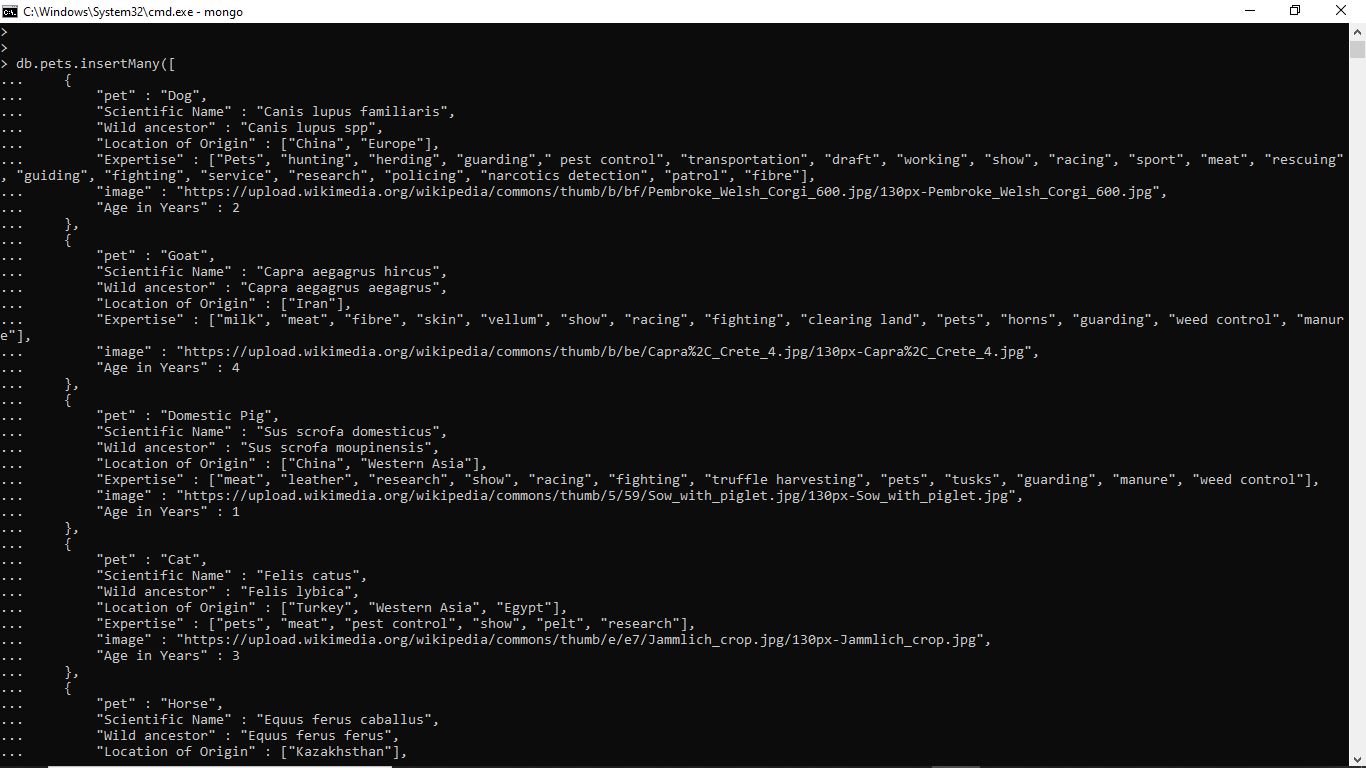 C:\Windows\System32\cmd.exe - mongo
>
>
> db.pets.insertMany([
...     {
...         "pet" : "Dog",
...         "Scientific Name" : "Canis lupus familiaris",
...         "Wild ancestor" : "Canis lupus spp",
...         "Location of Origin" : ["China", "Europe"],
...         "Expertise" : ["Pets", "hunting", "herding", "guarding"," pest control", "transportation", "draft", "working", "show", "racing", "sport", "meat", "rescuing"
, "guiding", "fighting", "service", "research", "policing", "narcotics detection", "patrol", "fibre"],
...         "image" : "https://upload.wikimedia.org/wikipedia/commons/thumb/b/bf/Pembroke_Welsh_Corgi_600.jpg/130px-Pembroke_Welsh_Corgi_600.jpg",
...         "Age in Years" : 2
...     },
...     {
...         "pet" : "Goat",
...         "Scientific Name" : "Capra aegagrus hircus",
...         "Wild ancestor" : "Capra aegagrus aegagrus",
...         "Location of Origin" : ["Iran"],
...         "Expertise" : ["milk", "meat", "fibre", "skin", "vellum", "show", "racing", "fighting", "clearing land", "pets", "horns", "guarding", "weed control", "manur
e"],
...         "image" : "https://upload.wikimedia.org/wikipedia/commons/thumb/b/be/Capra%2C_Crete_4.jpg/130px-Capra%2C_Crete_4.jpg",
...         "Age in Years" : 4
...     },
...     {
...         "pet" : "Domestic Pig",
...         "Scientific Name" : "Sus scrofa domesticus",
...         "Wild ancestor" : "Sus scrofa moupinensis",
...         "Location of Origin" : ["China", "Western Asia"],
...         "Expertise" : ["meat", "leather", "research", "show", "racing", "fighting", "truffle harvesting", "pets", "tusks", "guarding", "manure", "weed control"],
...         "image" : "https://upload.wikimedia.org/wikipedia/commons/thumb/5/59/Sow_with_piglet.jpg/130px-Sow_with_piglet.jpg",
...         "Age in Years" : 1
...     },
...     {
...         "pet" : "Cat",
...         "Scientific Name" : "Felis catus",
...         "Wild ancestor" : "Felis lybica",
...         "Location of Origin" : ["Turkey", "Western Asia", "Egypt"],
...         "Expertise" : ["pets", "meat", "pest control", "show", "pelt", "research"],
...         "image" : "https://upload.wikimedia.org/wikipedia/commons/thumb/e/e7/Jammlich_crop.jpg/130px-Jammlich_crop.jpg",
...         "Age in Years" : 3
...     },
...     {
...         "pet" : "Horse",
...         "Scientific Name" : "Equus ferus caballus",
...         "Wild ancestor" : "Equus ferus ferus",
...         "Location of Origin" : ["Kazakhsthan"],